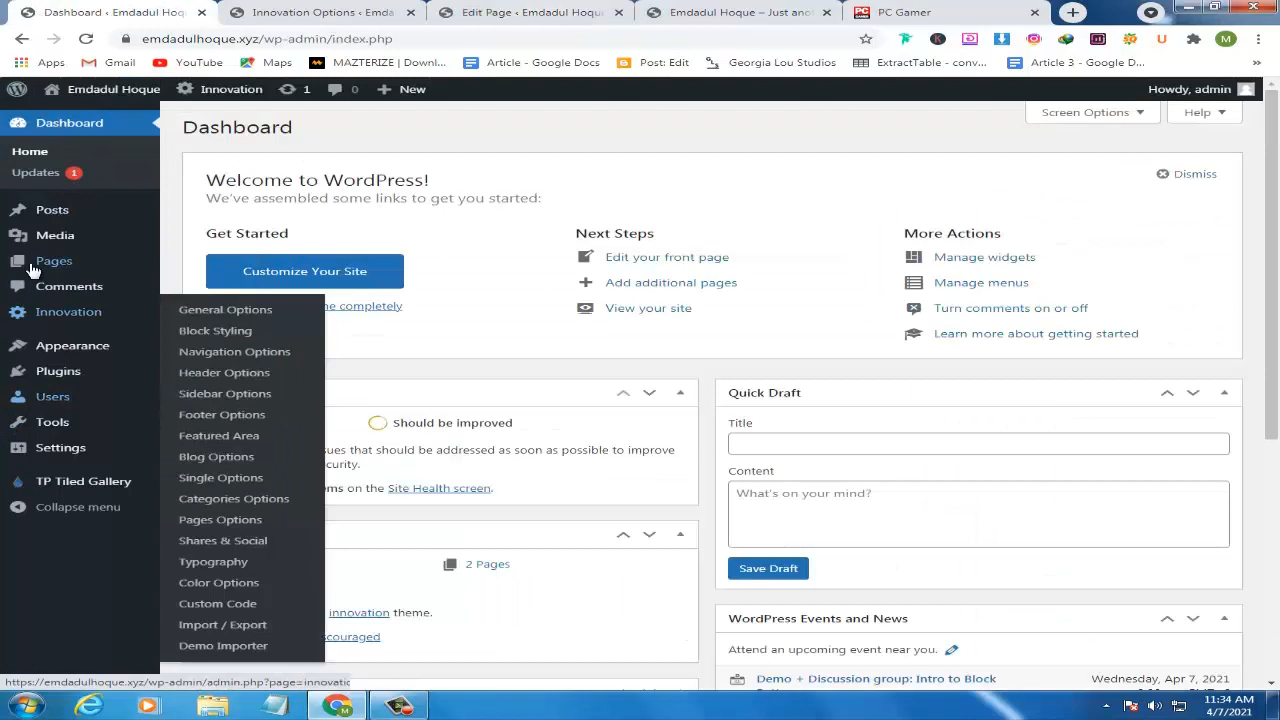 Dashboard ‹ Emdadul Ho
Innovation Options ‹ Emda
Edit Page ‹ Emdadul Hoque
Emdadul Hoque – Just anot
PC Gamer
emdadulhoque.xyz/wp-admin/index.php
M
Apps
Gmail
YouTube
Maps
MAZTERIZE | Downl...
Article - Google Docs
Post: Edit
Georgia Lou Studios
ExtractTable - conv...
Article 3 - Google D...
»
Emdadul Hoque
Innovation
1
0
New
Howdy, admin
Dashboard
Home
Updates 1
Posts
Media
Pages
Comments
Innovation
Appearance
Plugins
Users
Tools
Settings
TP Tiled Gallery
Collapse menu
General Options
Block Styling
Navigation Options
Header Options
Sidebar Options
Footer Options
Featured Area
Blog Options
Single Options
Categories Options
Pages Options
Shares & Social
Typography
Color Options
Custom Code
Import / Export
Demo Importer
Screen Options
Help
Dashboard
Welcome to WordPress!
We've assembled some links to get you started:
Dismiss
Get Started
Customize Your Site
me completely
Next Steps
Edit your front page
Add additional pages
View your site
More Actions
Manage widgets
Manage menus
Turn comments on or off
Learn more about getting started
Should be improved
sues that should be addressed as soon as possible to improve
curity.
ms on the Site Health screen.
2 Pages
innovation theme.
scouraged
Quick Draft
Title
Content
What's on your mind?
Save Draft
WordPress Events and News
Attend an upcoming event near you.
Demo + Discussion group: Intro to Block
Wednesday, Apr 7, 2021
https://emdadulhoque.xyz/wp-admin/admin.php?page=innovatic
11:34 AM
4/7/2021